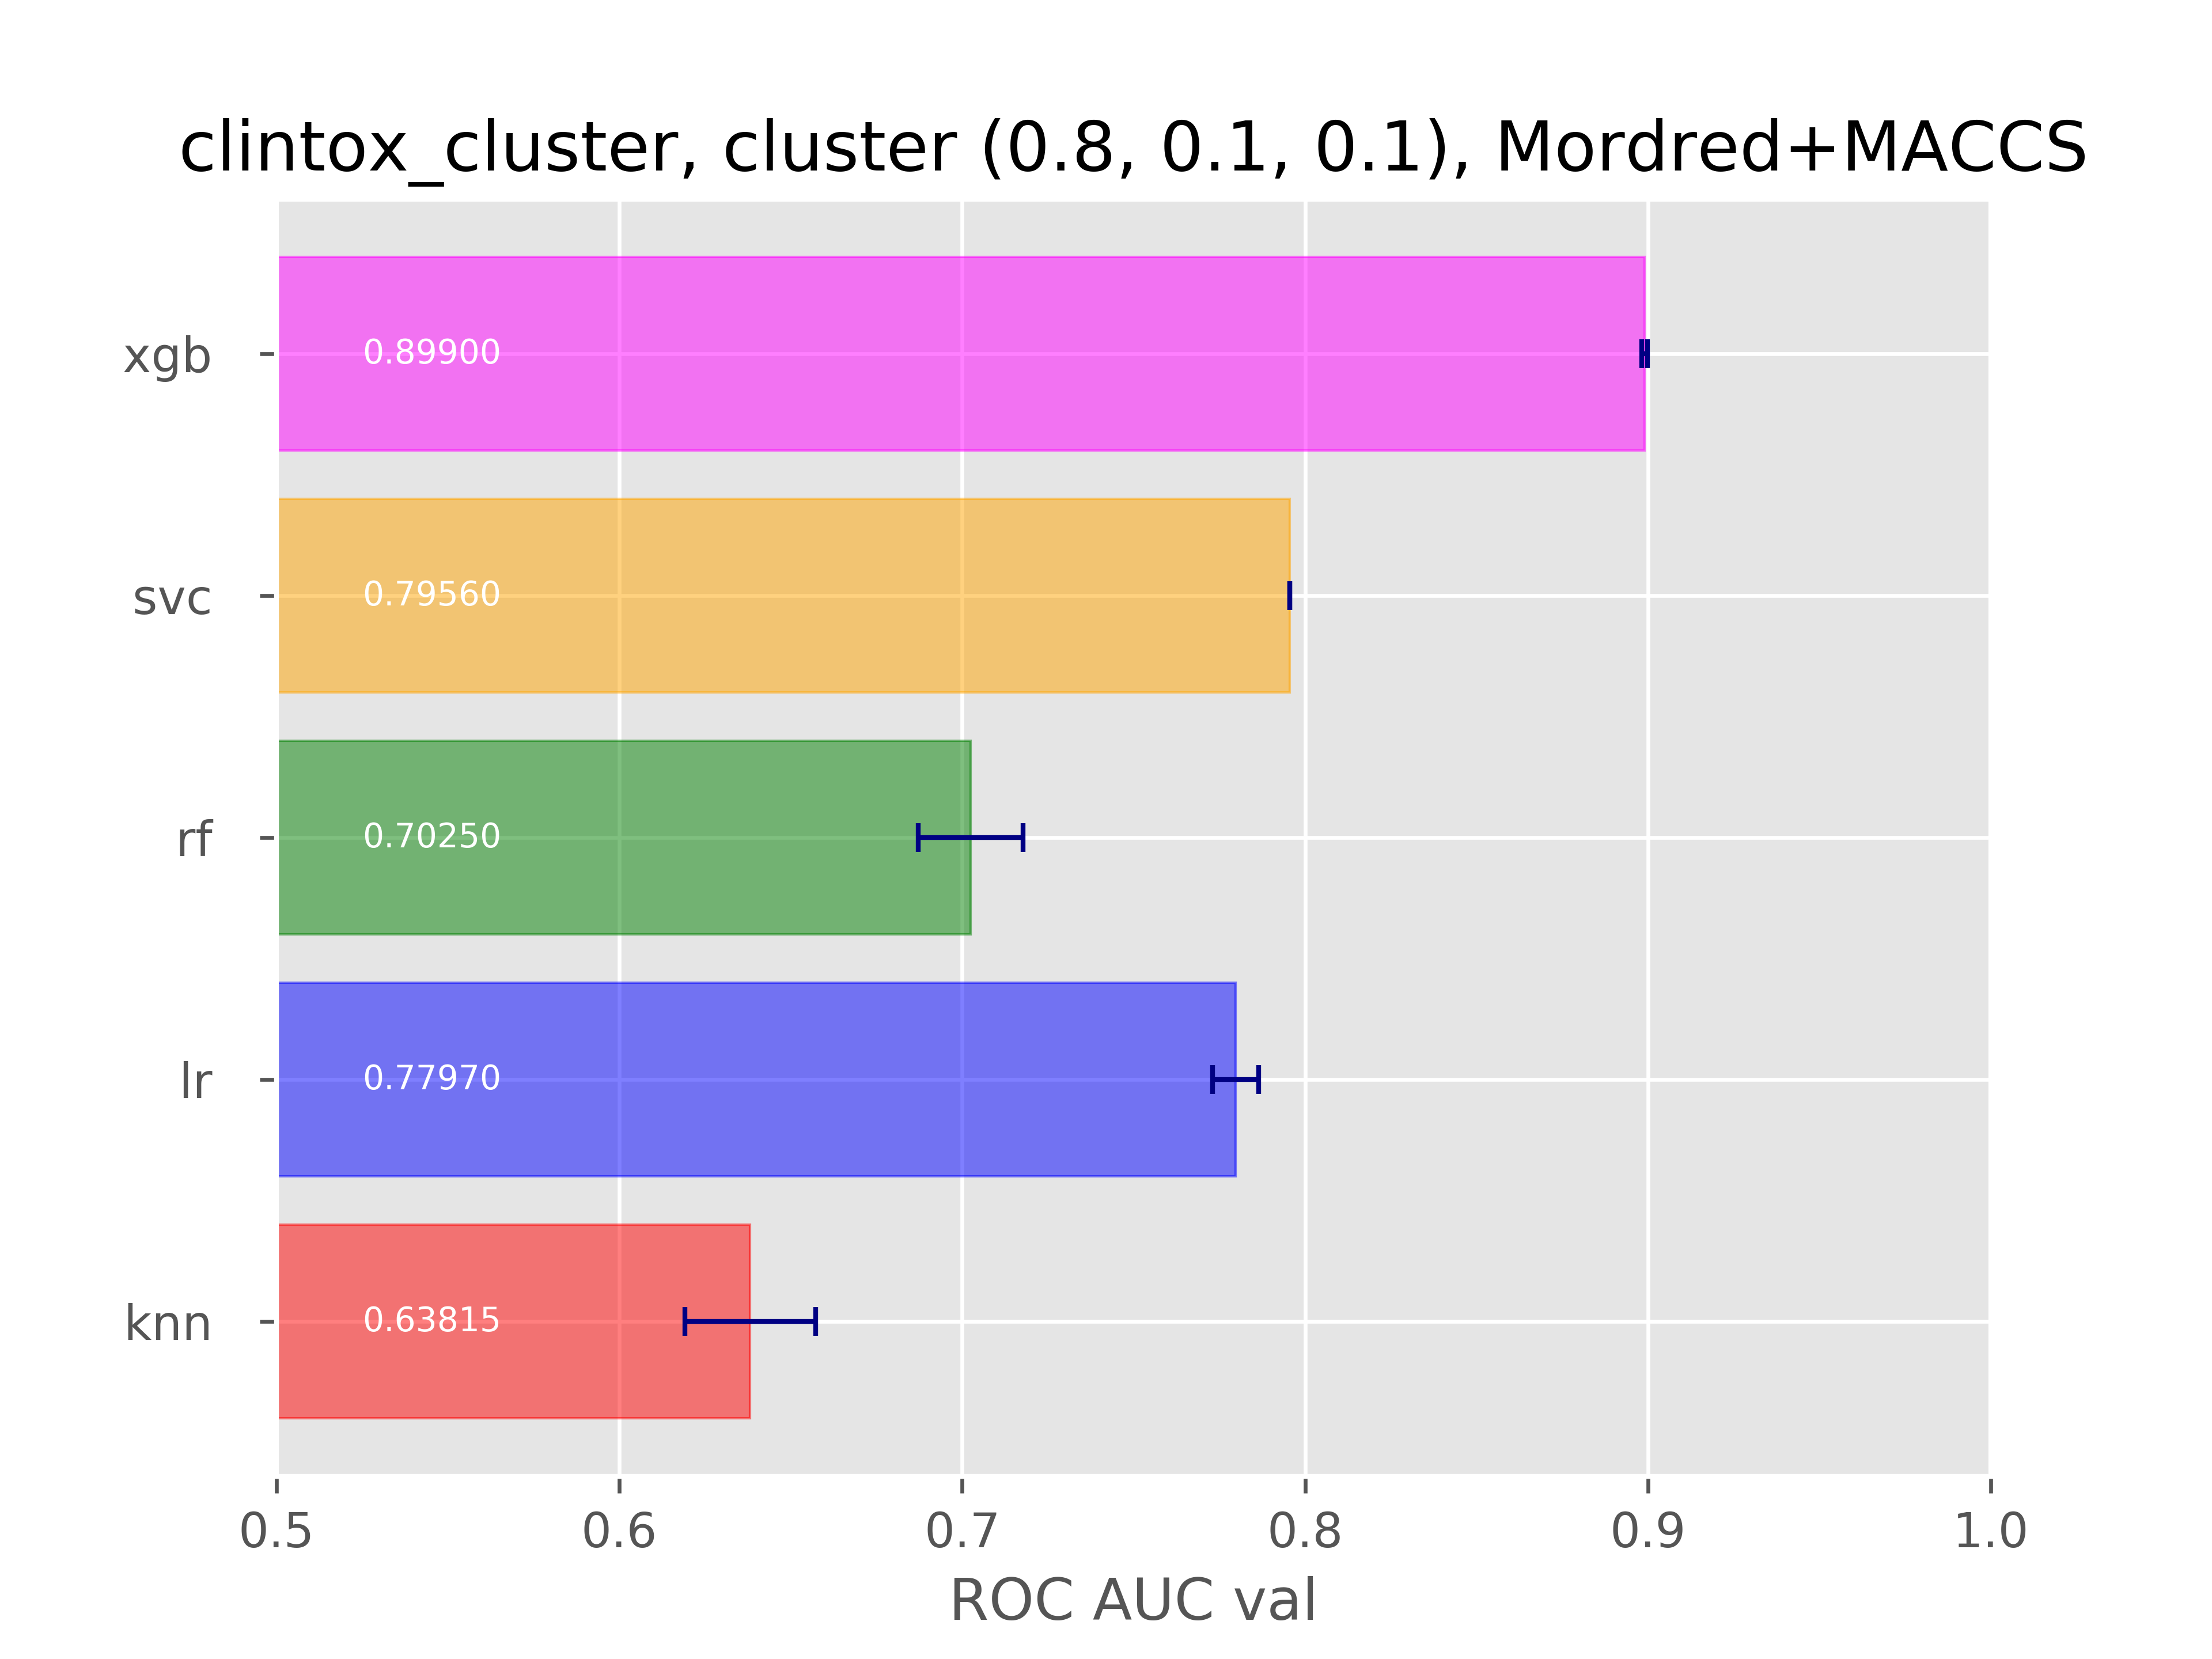 clintox_cluster, cluster (0.8, 0.1, 0.1), Mordred+MACCS
xgb
0.89900
svc
0.79560
rf
0.70250
lr
0.77970
knn
0.63815
0.5 0.6 0.7 0.8 0.9 1.0
ROC AUC val